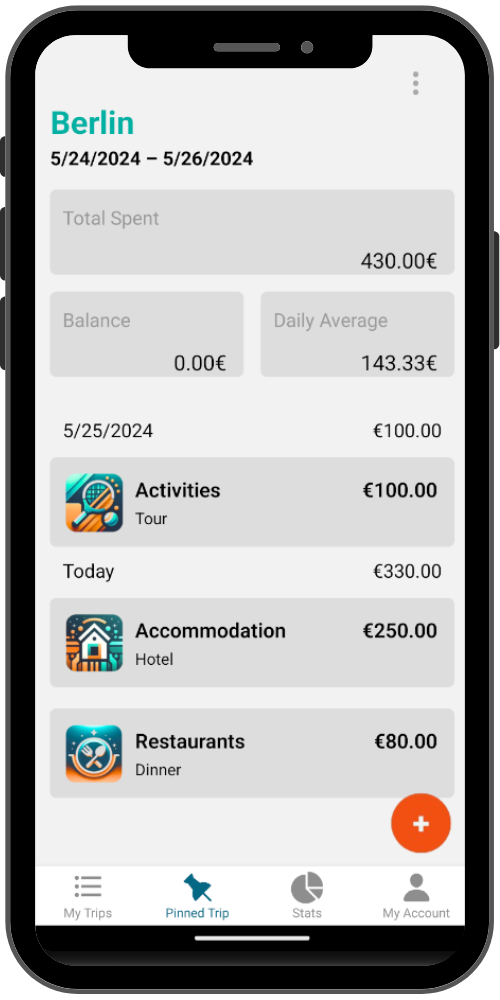 Berlin
5/24/2024 – 5/26/2024
Total Spent
430.00€
Balance
0.00€
Daily Average
143.33€
5/25/2024 €100.00
Activities €100.00
Tour
Today €330.00
Accommodation €250.00
Hotel
Restaurants €80.00
Dinner
+
My Trips Pinned Trip Stats My Account